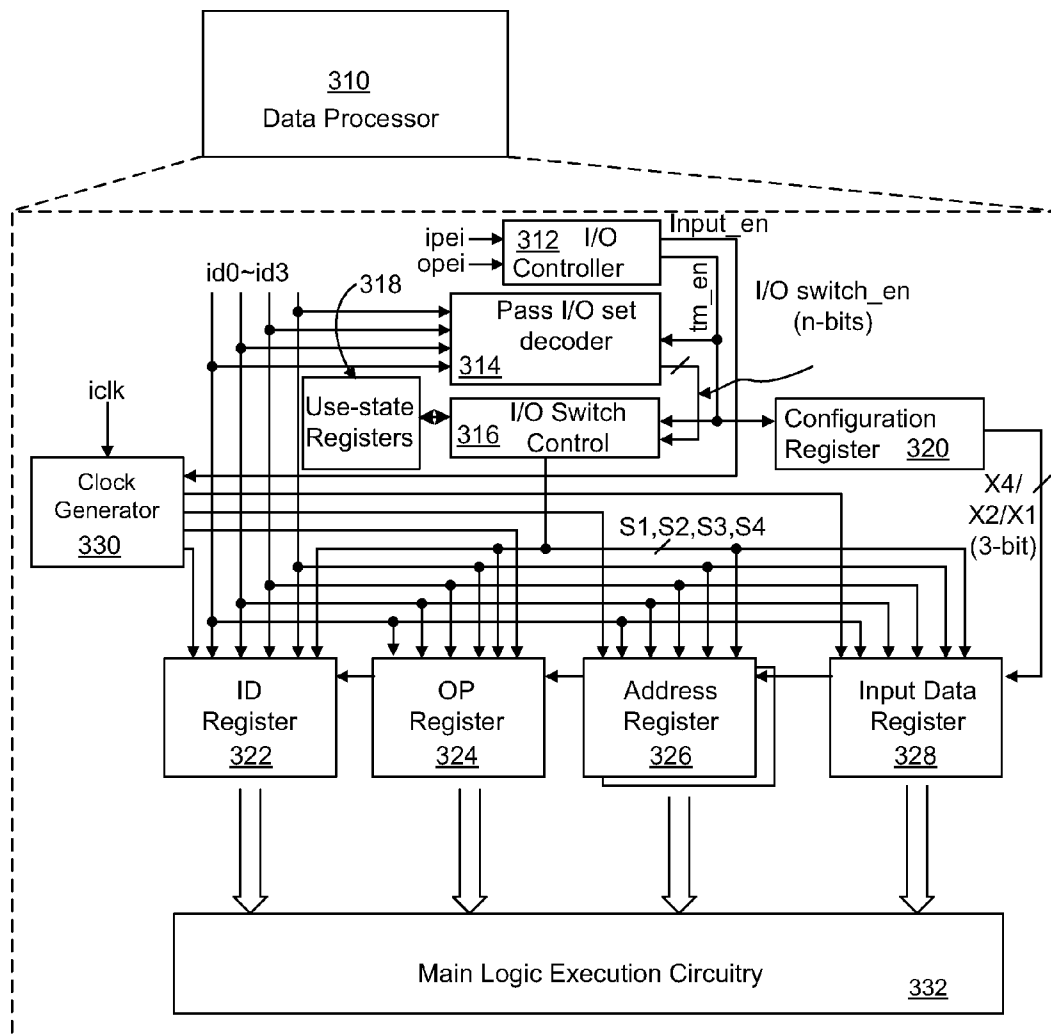 310
Data Processor
Input_en
ipei
312 I/O
opei
Controller
id0~id3
318
tm_en
I/O switch_en
(n-bits)
Pass I/O set
decoder
314
iclk
Use-state
Registers
I/O Switch
316 Control
Configuration
Register 320
Clock
Generator
330
X4/
X2/X1
(3-bit)
S1,S2,S3,S4
ID
Register
322
OP
Register
324
Address
Register
326
Input Data
Register
328
Main Logic Execution Circuitry
332